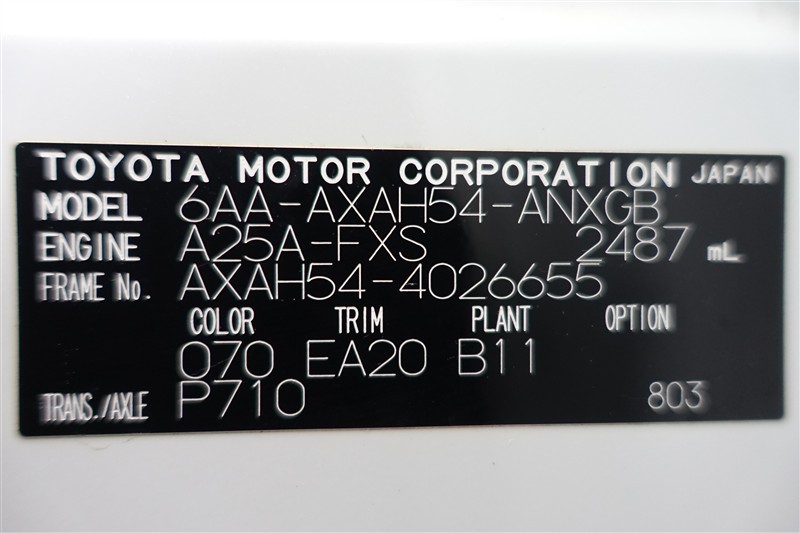 TOYOTA MOTOR CORPORATION JAPAN
MODEL 6AA-AXAH54-ANXGB
ENGINE A25A-FXS 2487 mL
FRAME No. AXAH54-4026655
COLOR TRIM PLANT OPTION
070 EA20 B11
TRANS./AXLE P710 803